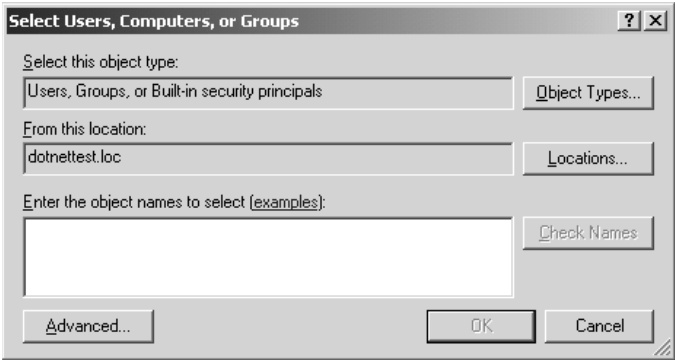 Select Users, Computers, or Groups
Select this object type:
Users, Groups, or Built-in security principals
Object Types...
From this location:
dotnettest.loc
Locations...
Enter the object names to select (examples):
Check Names
Advanced...
OK
Cancel